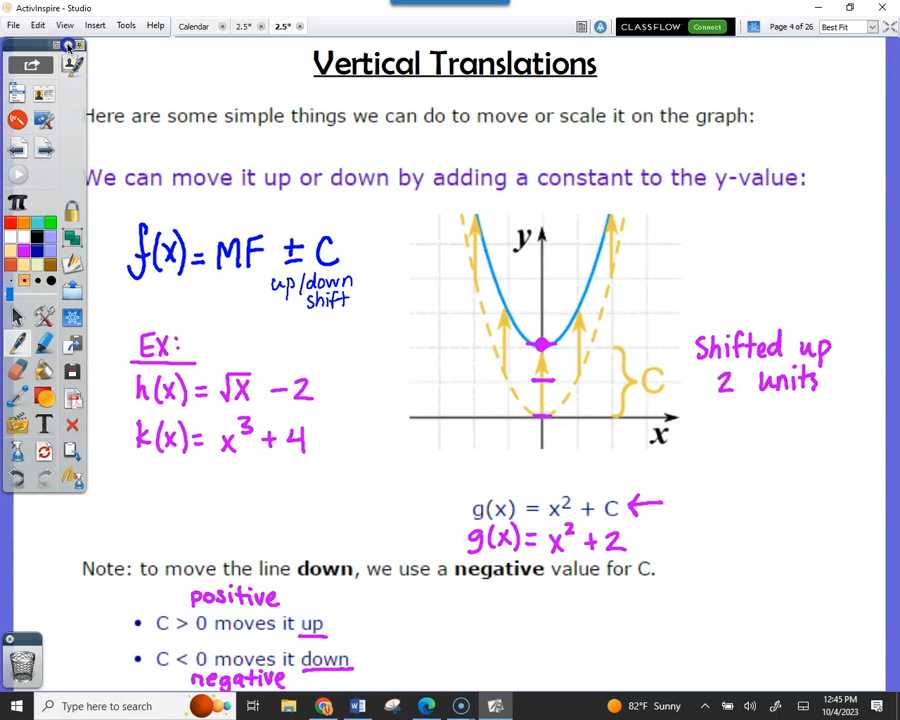 ActivInspire - Studio
File Edit View Insert Tools Help
Calendar 2.5* 2.5*
CLASSFLOW Connect Page 4 of 26 Best Fit
Vertical Translations
Here are some simple things we can do to move or scale it on the graph:
We can move it up or down by adding a constant to the y-value:
f(x) = MF ± C
up/down
shift
EX:
h(x) = √x - 2
k(x) = x³ + 4
y
C
x
Shifted up
2 units
g(x) = x² + C
g(x) = x² + 2
Note: to move the line down, we use a negative value for C.
positive
• C > 0 moves it up
• C < 0 moves it down
negative
Type here to search
82°F Sunny
12:45 PM
10/4/2023